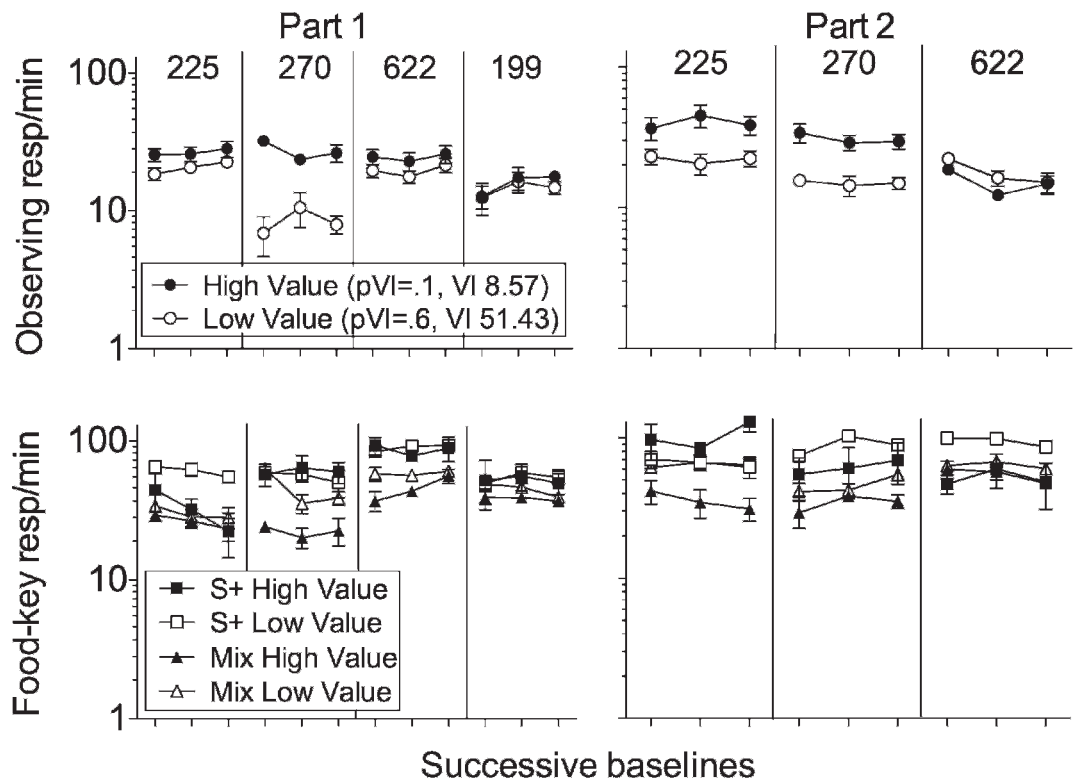 Part 1
Part 2
225 270 622 199
225 270 622
Observing resp/min
100
10
1
High Value (pVI=.1, VI 8.57)
Low Value (pVI=.6, VI 51.43)
Food-key resp/min
100
10
1
S+ High Value
S+ Low Value
Mix High Value
Mix Low Value
Successive baselines